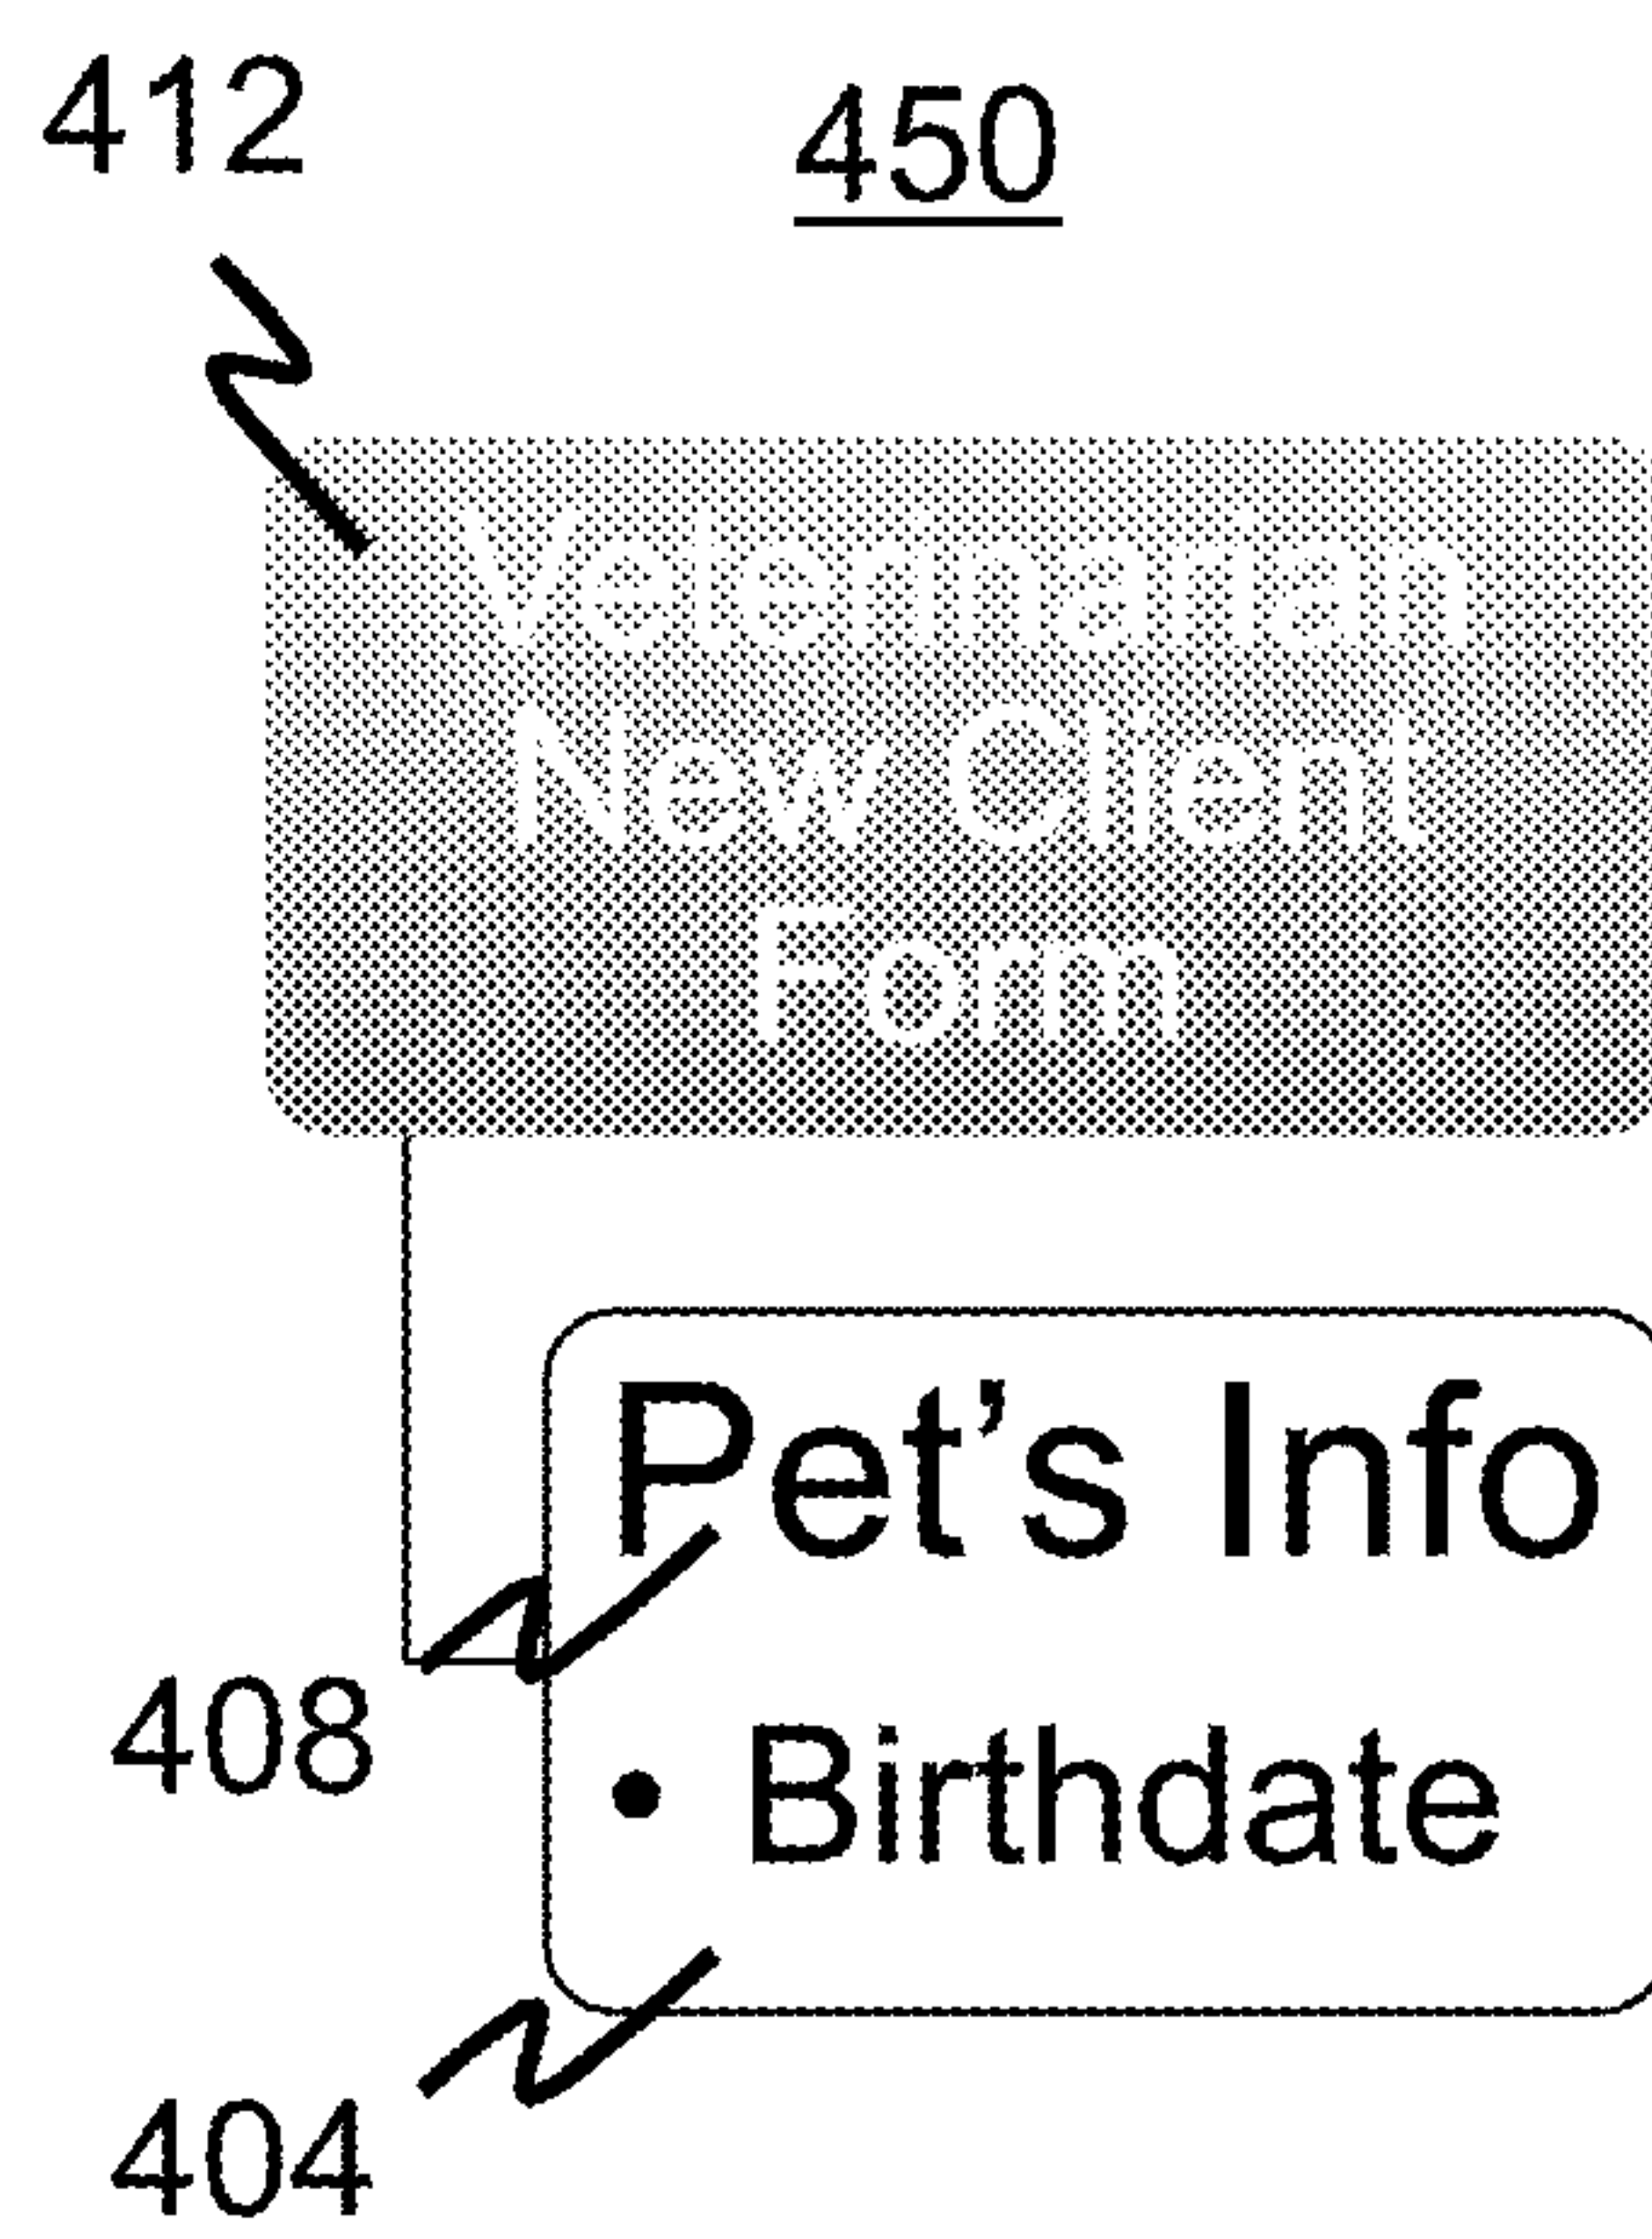 412
450
Veterinarian
New Client
Form
Pet's Info
408
• Birthdate
404